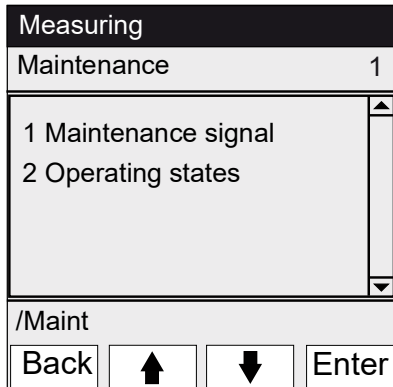 Measuring
Maintenance 1
1 Maintenance signal
2 Operating states
/Maint
Back Enter